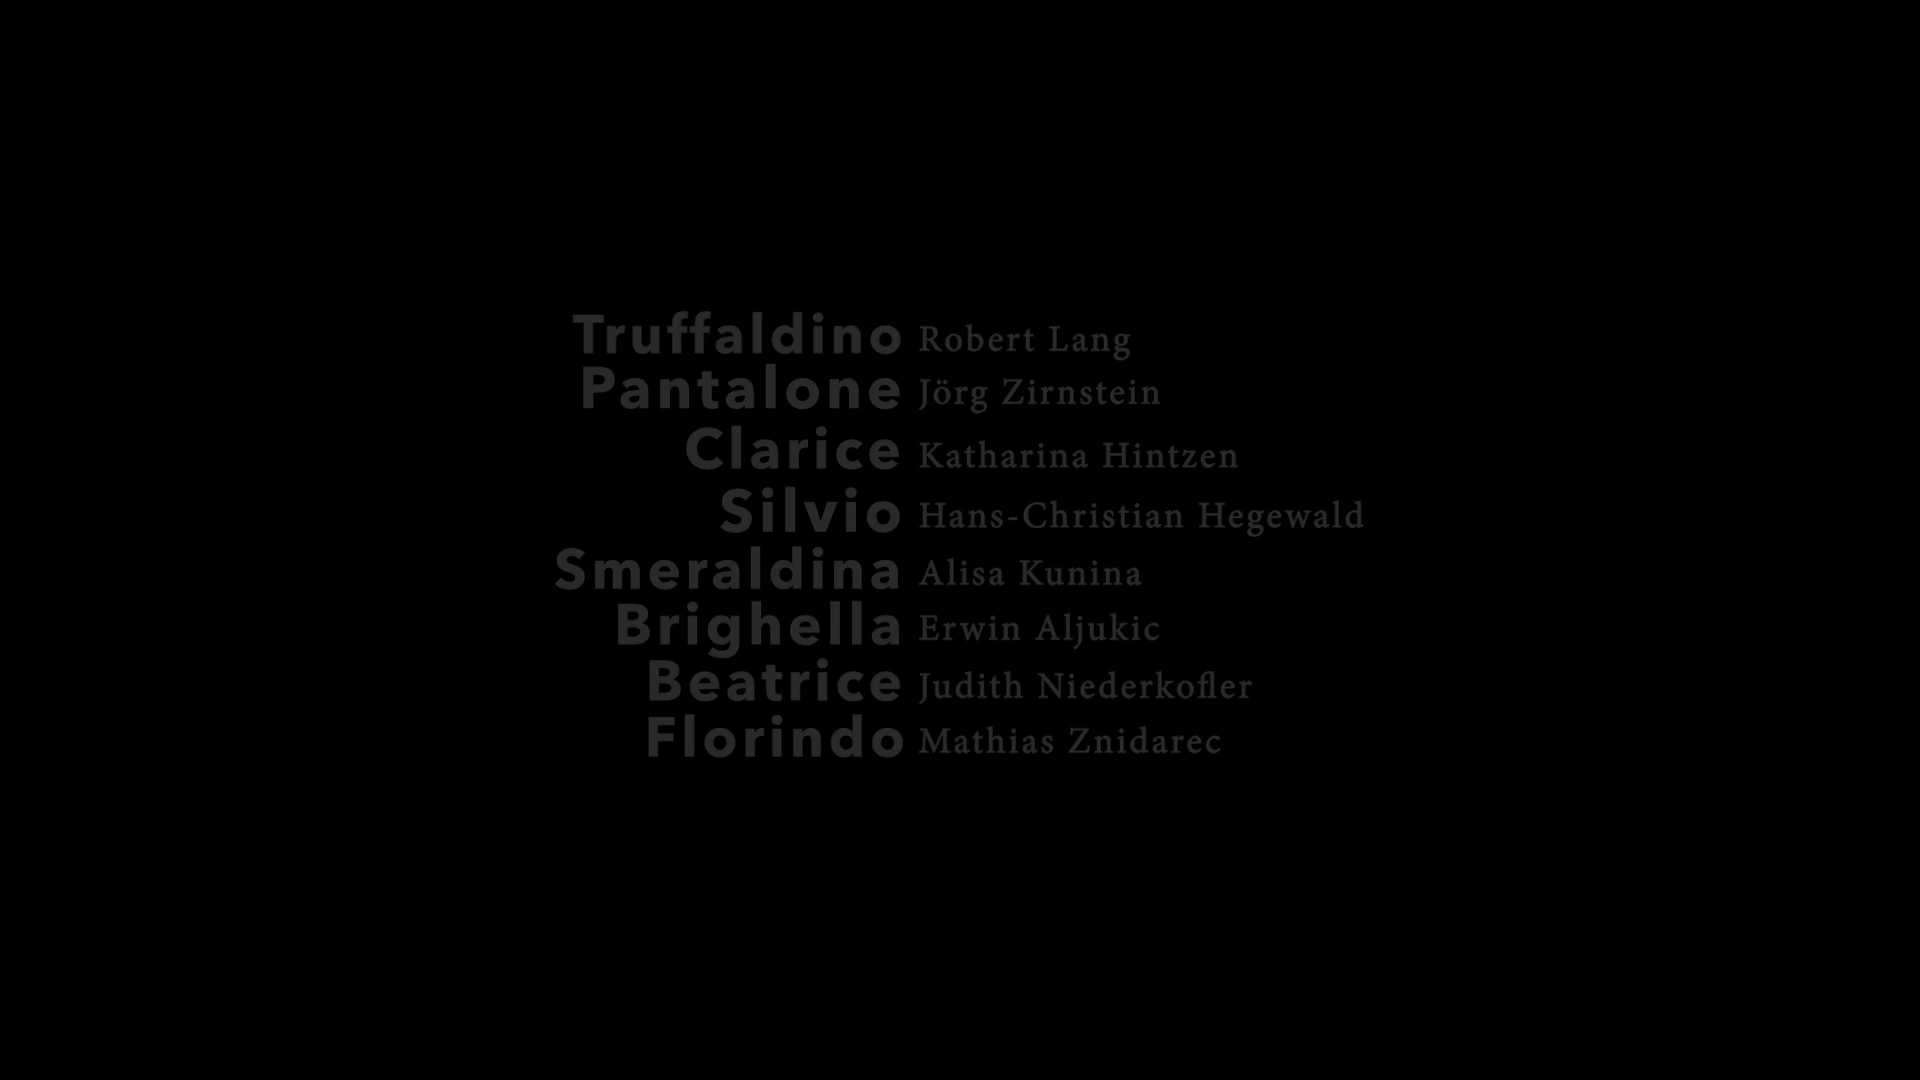 Truffaldino Robert Lang
Pantalone Jörg Zirnstein
Clarice Katharina Hintzen
Silvio Hans-Christian Hegewald
Smeraldina Alisa Kunina
Brighella Erwin Aljukic
Beatrice Judith Niederkofler
Florindo Mathias Znidarec